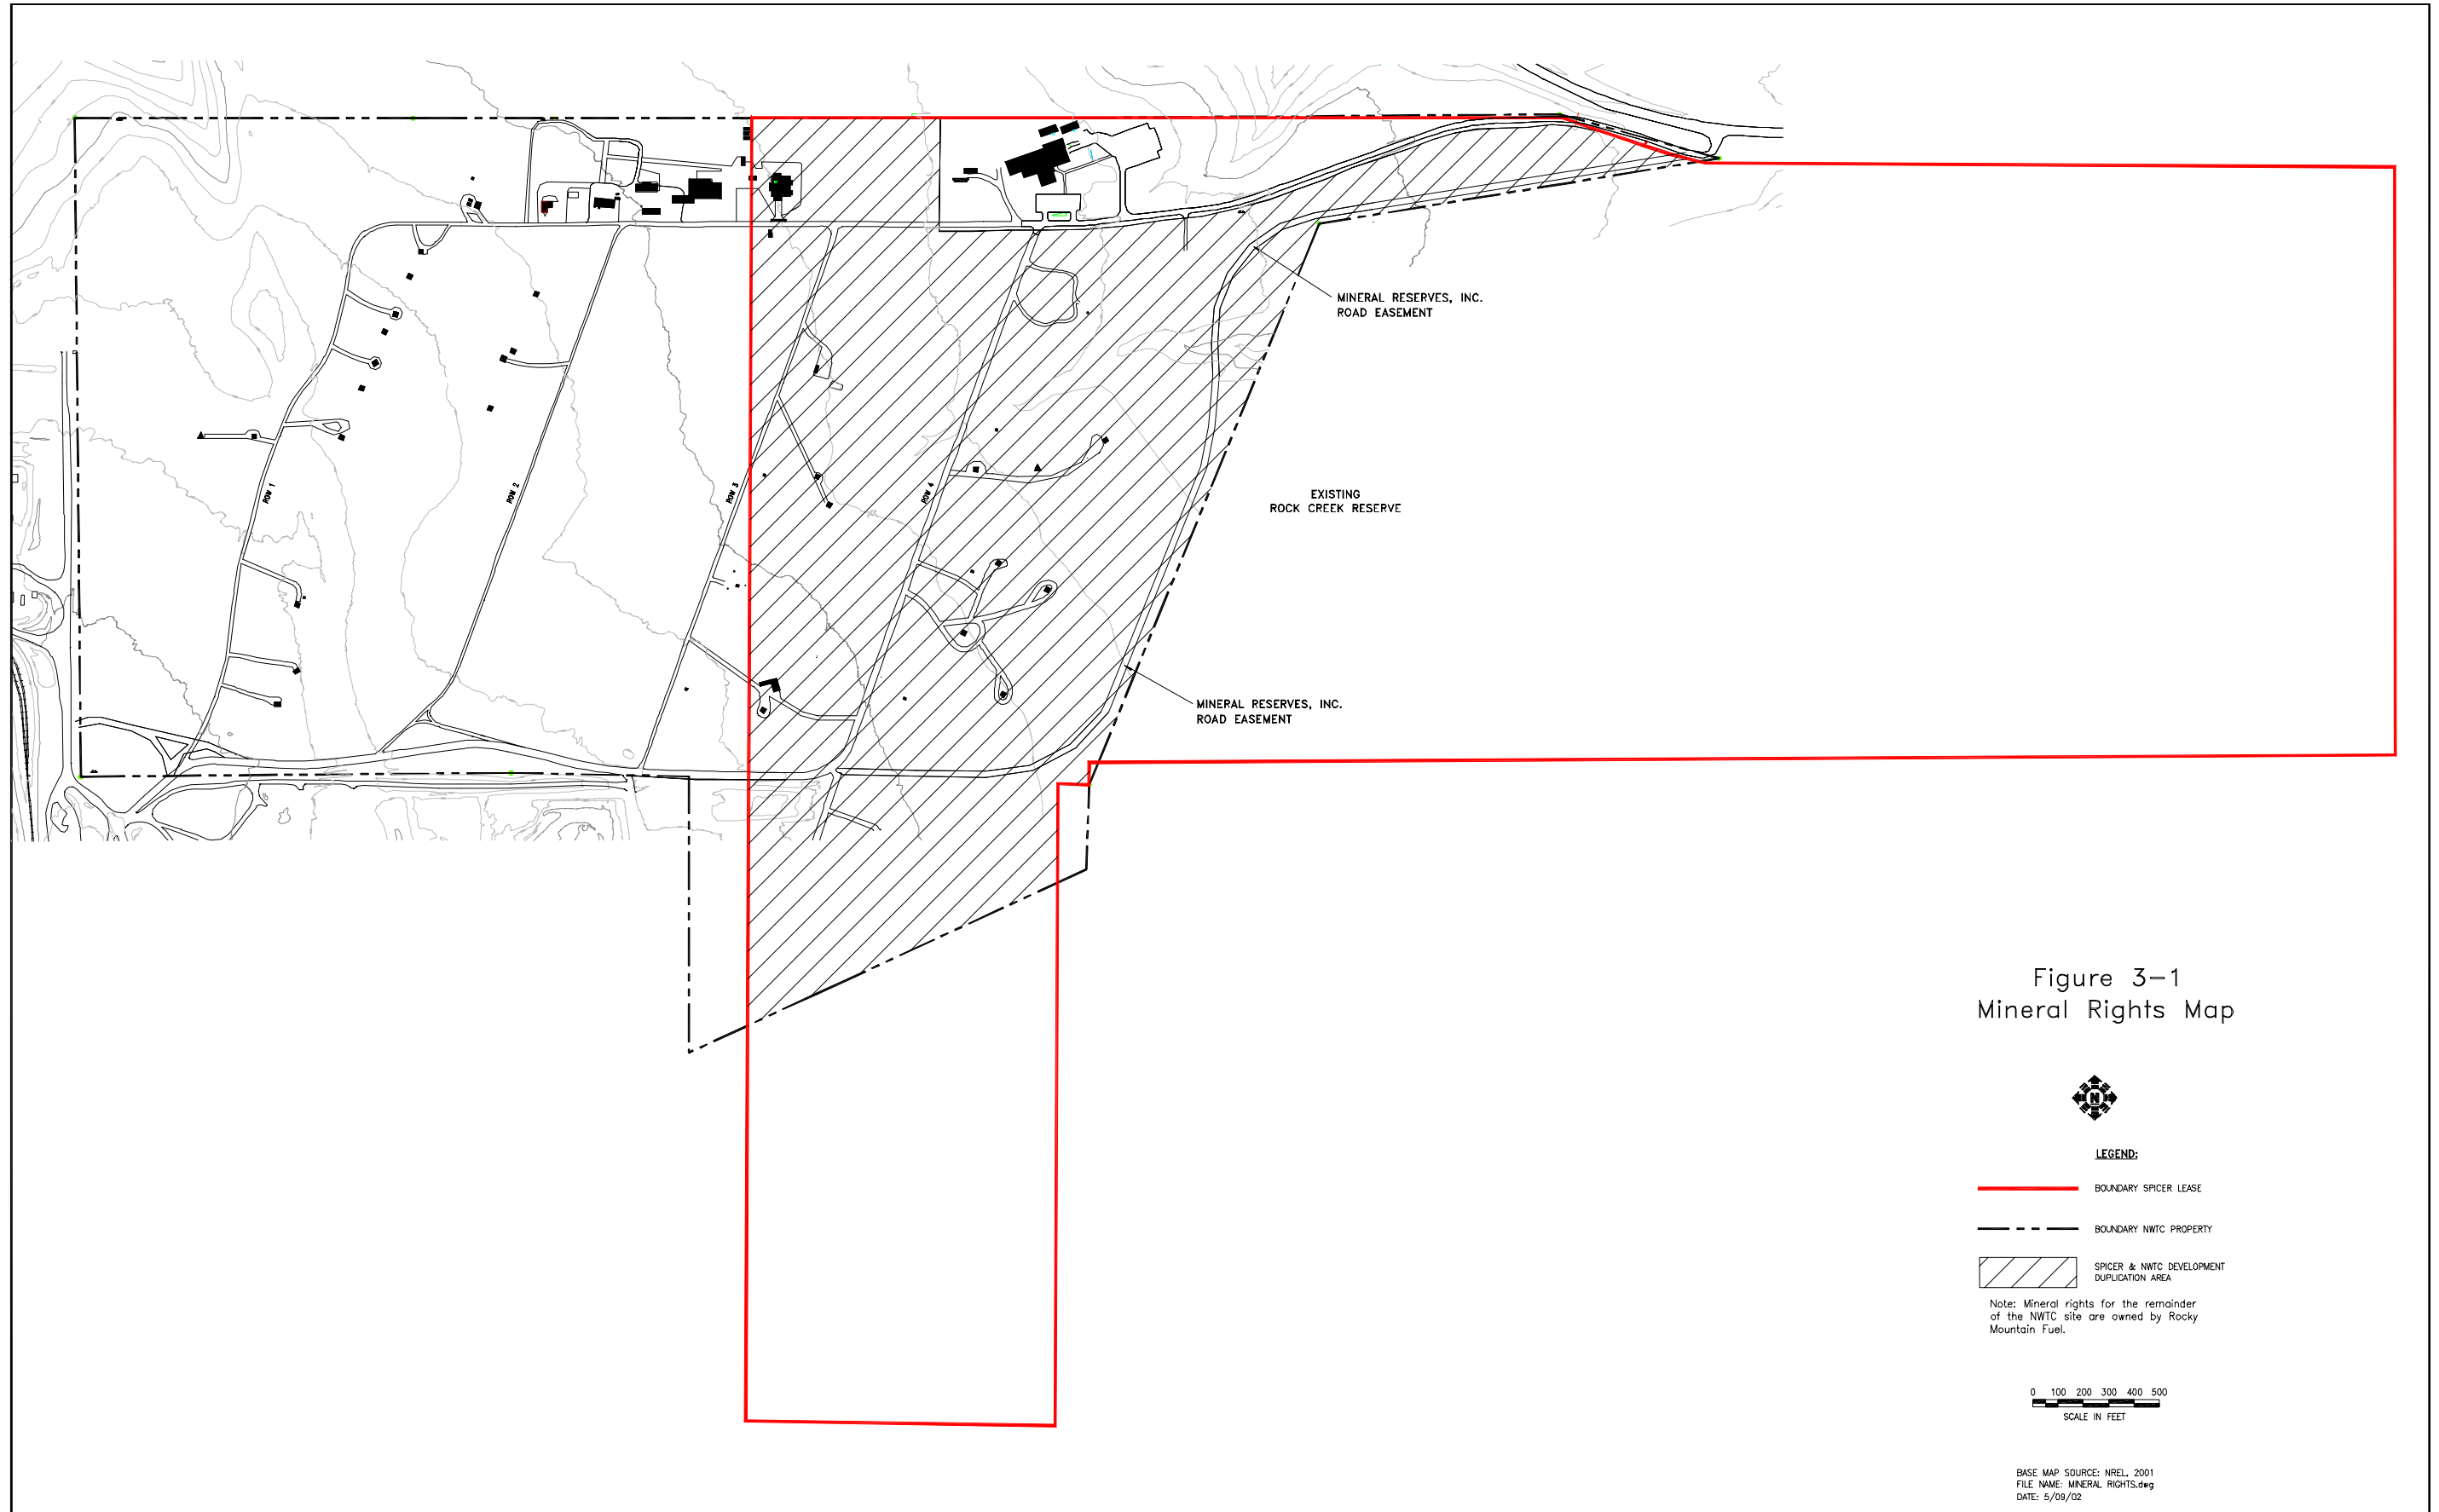 MINERAL RESERVES, INC.
ROAD EASEMENT
ROW 1
ROW 2
ROW 3
ROW 4
EXISTING
ROCK CREEK RESERVE
MINERAL RESERVES, INC.
ROAD EASEMENT
Figure 3-1
Mineral Rights Map
N
LEGEND:
BOUNDARY SPICER LEASE
BOUNDARY NWTC PROPERTY
SPICER & NWTC DEVELOPMENT
DUPLICATION AREA
Note: Mineral rights for the remainder
of the NWTC site are owned by Rocky
Mountain Fuel.
0 100 200 300 400 500
SCALE IN FEET
BASE MAP SOURCE: NREL, 2001
FILE NAME: MINERAL RIGHTS.dwg
DATE: 5/09/02